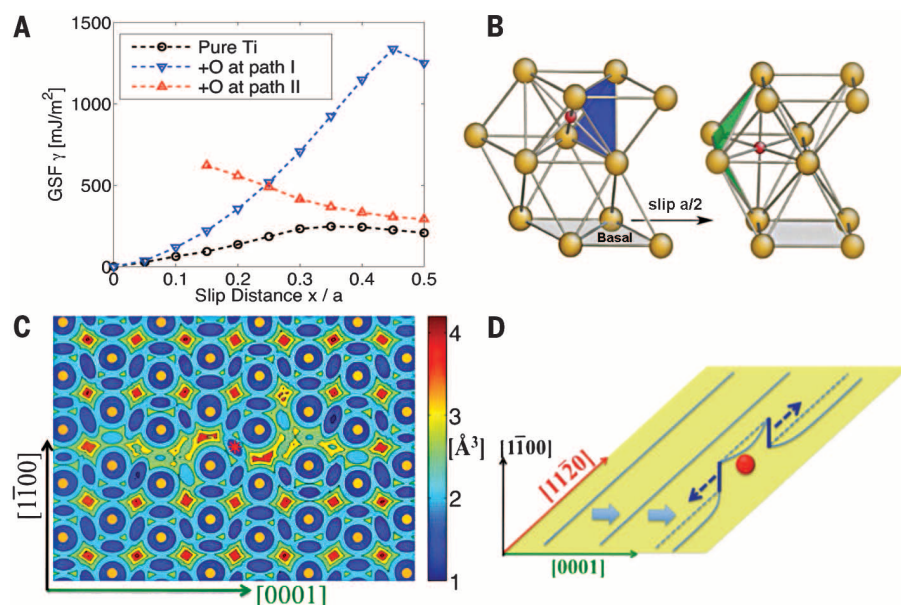 A
GSF γ [mJ/m²]
1500
1000
500
0
Pure Ti
+O at path I
+O at path II
0 0.1 0.2 0.3 0.4 0.5
Slip Distance x / a
B
slip a/2
Basal
C
[1̄100]
[0001]
4
3
2
1
[Å³]
D
[11̄00]
[112̄0]
[0001]